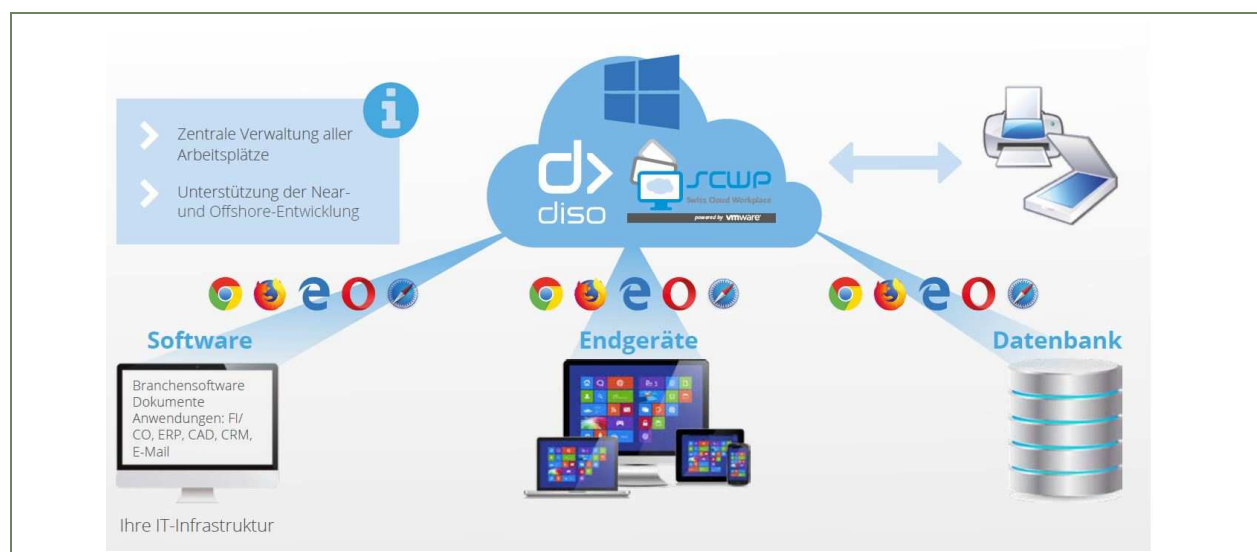 Zentrale Verwaltung aller
Arbeitsplätze
Unterstützung der Near-
und Offshore-Entwicklung
d>
diso
SCWP
Swiss Cloud Workplace
powered by vmware
Software
Endgeräte
Datenbank
Branchensoftware
Dokumente
Anwendungen: FI/
CO, ERP, CAD, CRM,
E-Mail
Ihre IT-Infrastruktur